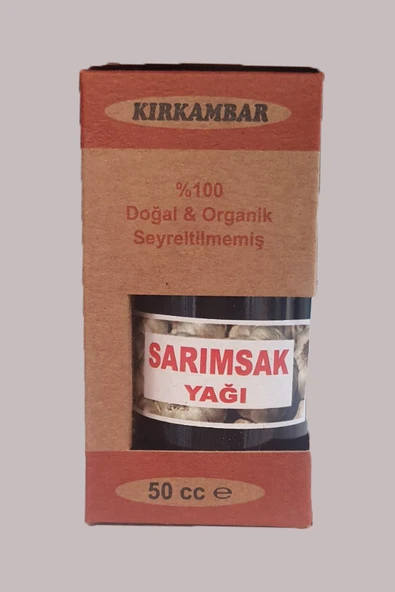 KIRKAMBAR
%100
Doğal & Organik
Seyreltilmemiş
SARIMSAK
YAĞI
50 cc ℮